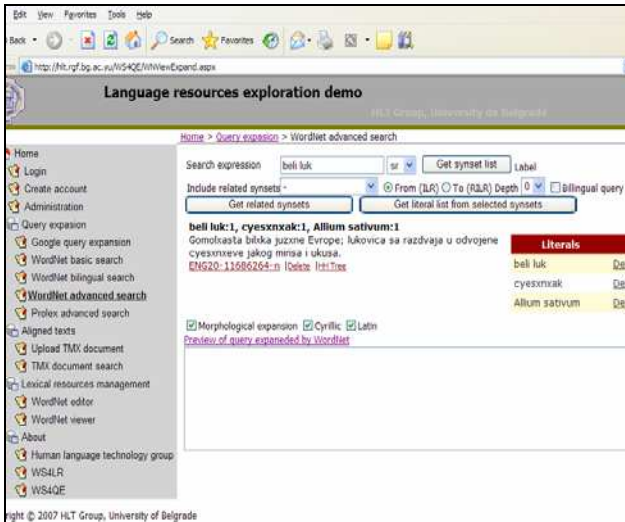 Edit View Favorites Tools Help
Back Search Favorites
http://hlt.rgf.bg.ac.yu/WS4QE/WNViewExpand.aspx
Language resources exploration demo
HLT Group, University of Belgrade
Home > Query expasion > WordNet advanced search
Home
Login
Create account
Administration
Query expasion
Google query expansion
WordNet basic search
WordNet bilingual search
WordNet advanced search
Prolex advanced search
Aligned texts
Upload TMX document
TMX document search
Lexical resources management
WordNet editor
WordNet viewer
About
Human language technology group
WS4LR
WS4QE
Search expression beli luk sr Get synset list Label
Include related synsets - From (ILR) To (RILR) Depth 0 Bilingual query
Get related synsets Get literal list from selected synsets
beli luk:1, cyesxnxak:1, Allium sativum:1
Gomolxasta bilxka juzxne Evrope; lukovica sa razdvaja u odvojene
cyesxnxeve jakog mirisa i ukusa.
ENG20-11686264-n |Delete |HTree
Literals
beli luk De
cyesxnxak De
Allium sativum De
Morphological expansion Cyrillic Latin
Preview of query expaneded by WordNet
right © 2007 HLT Group, University of Belgrade